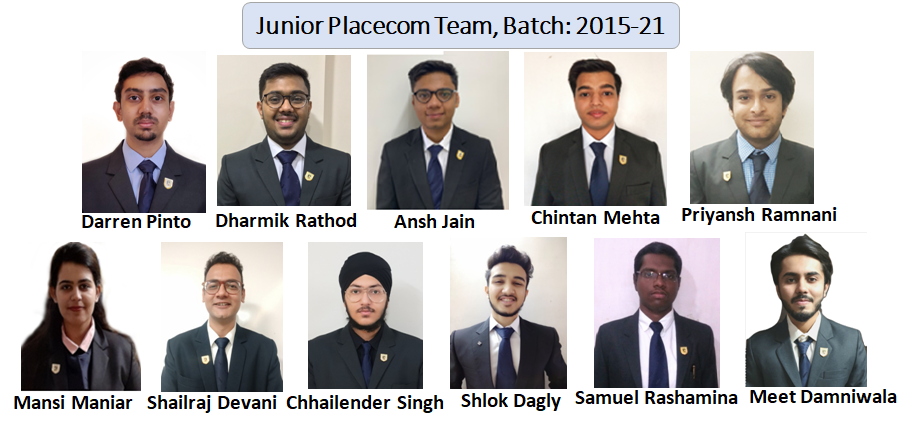 Junior Placecom Team, Batch: 2015-21
Darren Pinto
Dharmik Rathod
Ansh Jain
Chintan Mehta
Priyansh Ramnani
Mansi Maniar
Shailraj Devani
Chhailender Singh
Shlok Dagly
Samuel Rashamina
Meet Damniwala